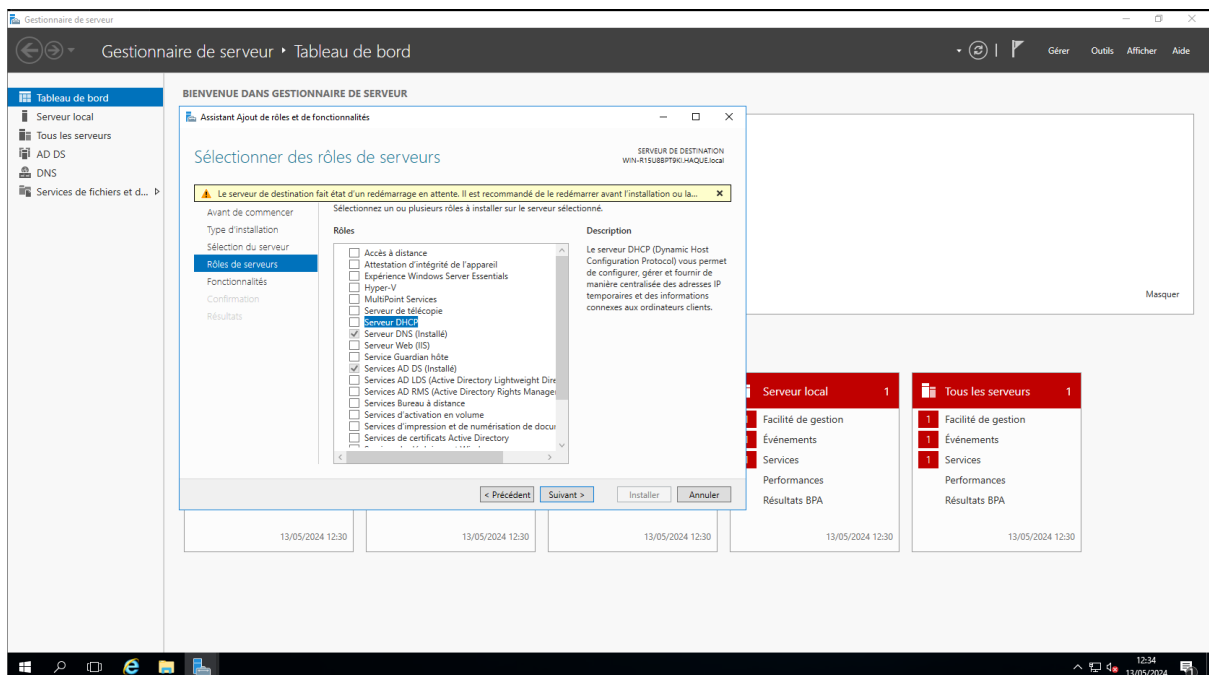 Gestionnaire de serveur
Gestionnaire de serveur • Tableau de bord
Gérer Outils Afficher Aide
Tableau de bord
Serveur local
Tous les serveurs
AD DS
DNS
Services de fichiers et d...
BIENVENUE DANS GESTIONNAIRE DE SERVEUR
Assistant Ajout de rôles et de fonctionnalités
Sélectionner des rôles de serveurs
SERVEUR DE DESTINATION
WIN-R15U8BPT9KI.HAQUE.local
Le serveur de destination fait état d'un redémarrage en attente. Il est recommandé de le redémarrer avant l'installation ou la...
Avant de commencer
Type d'installation
Sélection du serveur
Rôles de serveurs
Fonctionnalités
Confirmation
Résultats
Sélectionnez un ou plusieurs rôles à installer sur le serveur sélectionné.
Rôles
Accès à distance
Attestation d'intégrité de l'appareil
Expérience Windows Server Essentials
Hyper-V
MultiPoint Services
Serveur de télécopie
Serveur DHCP
Serveur DNS (Installé)
Serveur Web (IIS)
Service Guardian hôte
Services AD DS (Installé)
Services AD LDS (Active Directory Lightweight Dire
Services AD RMS (Active Directory Rights Manage
Services Bureau à distance
Services d'activation en volume
Services d'impression et de numérisation de docu
Services de certificats Active Directory
Description
Le serveur DHCP (Dynamic Host
Configuration Protocol) vous permet
de configurer, gérer et fournir de
manière centralisée des adresses IP
temporaires et des informations
connexes aux ordinateurs clients.
< Précédent Suivant > Installer Annuler
Masquer
Serveur local 1
Facilité de gestion
Événements
Services
Performances
Résultats BPA
Tous les serveurs 1
1 Facilité de gestion
1 Événements
1 Services
Performances
Résultats BPA
13/05/2024 12:30
13/05/2024 12:30
13/05/2024 12:30
13/05/2024 12:30
13/05/2024 12:30
12:34
13/05/2024